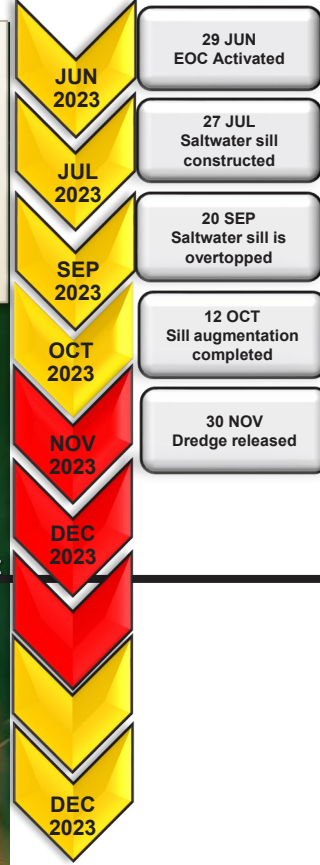 JUN
2023
29 JUN
EOC Activated
JUL
2023
27 JUL
Saltwater sill
constructed
SEP
2023
20 SEP
Saltwater sill is
overtopped
OCT
2023
12 OCT
Sill augmentation
completed
NOV
2023
30 NOV
Dredge released
DEC
2023
DEC
2023